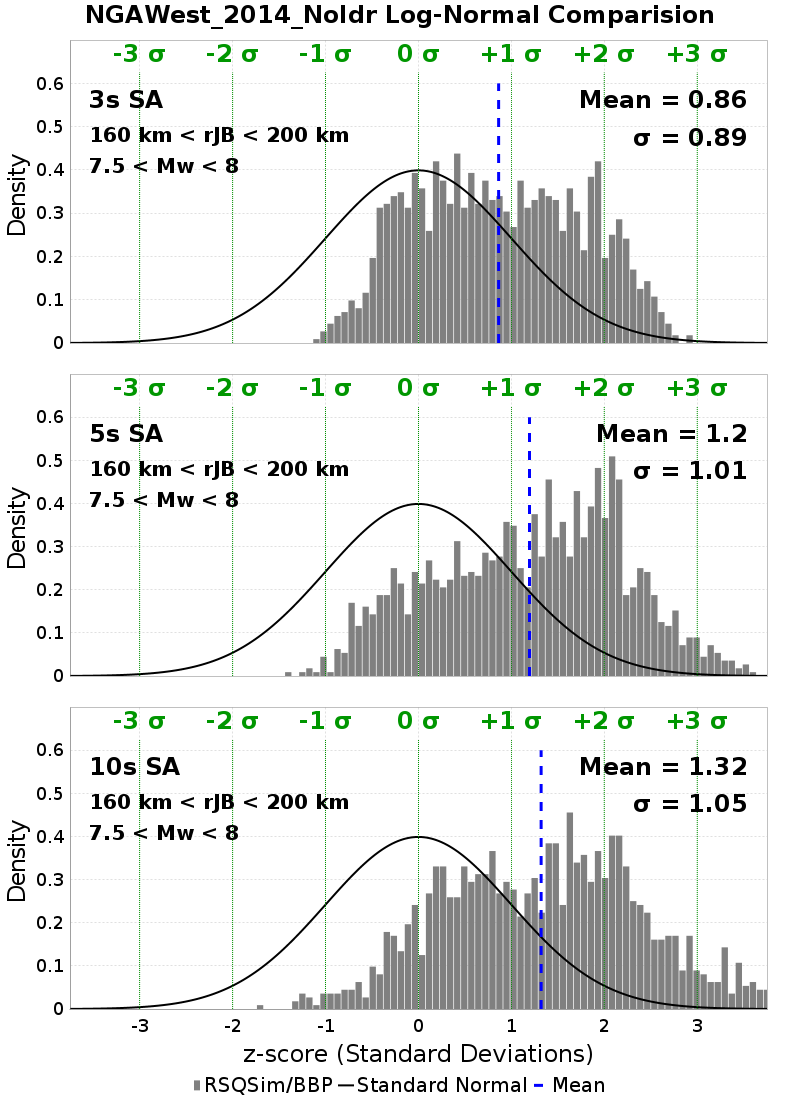 NGAWest_2014_NoIdr Log-Normal Comparision
-3 σ -2 σ -1 σ 0 σ +1 σ +2 σ +3 σ
3s SA
160 km < rJB < 200 km
7.5 < Mw < 8
Mean = 0.86
σ = 0.89
Density
0.6
0.5
0.4
0.3
0.2
0.1
0
-3 σ -2 σ -1 σ 0 σ +1 σ +2 σ +3 σ
5s SA
160 km < rJB < 200 km
7.5 < Mw < 8
Mean = 1.2
σ = 1.01
Density
0.6
0.5
0.4
0.3
0.2
0.1
0
-3 σ -2 σ -1 σ 0 σ +1 σ +2 σ +3 σ
10s SA
160 km < rJB < 200 km
7.5 < Mw < 8
Mean = 1.32
σ = 1.05
Density
0.6
0.5
0.4
0.3
0.2
0.1
0
-3 -2 -1 0 1 2 3
z-score (Standard Deviations)
RSQSim/BBP Standard Normal Mean